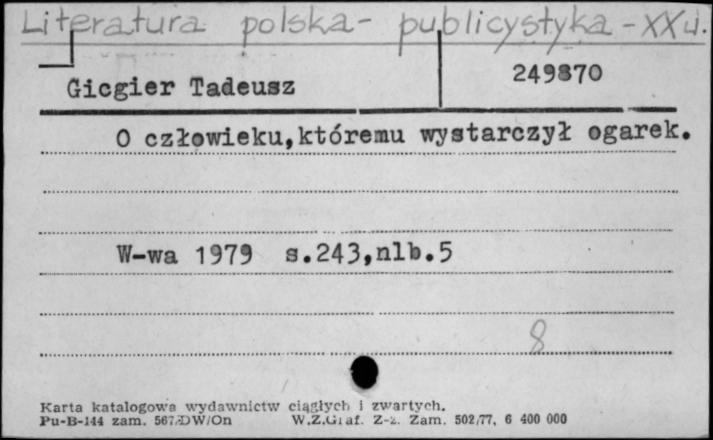 Literatura polska - publicystyka - XX w.
Gicgier Tadeusz
249870
O człowieku,któremu wystarczył ogarek.
W-wa 1979 s.243,nlb.5
8
Karta katalogowa wydawnictw ciągłych i zwartych.
Pu-B-144 zam. 567/DW/On W.Z.Graf. Z-2. Zam. 502/77, 6 400 000